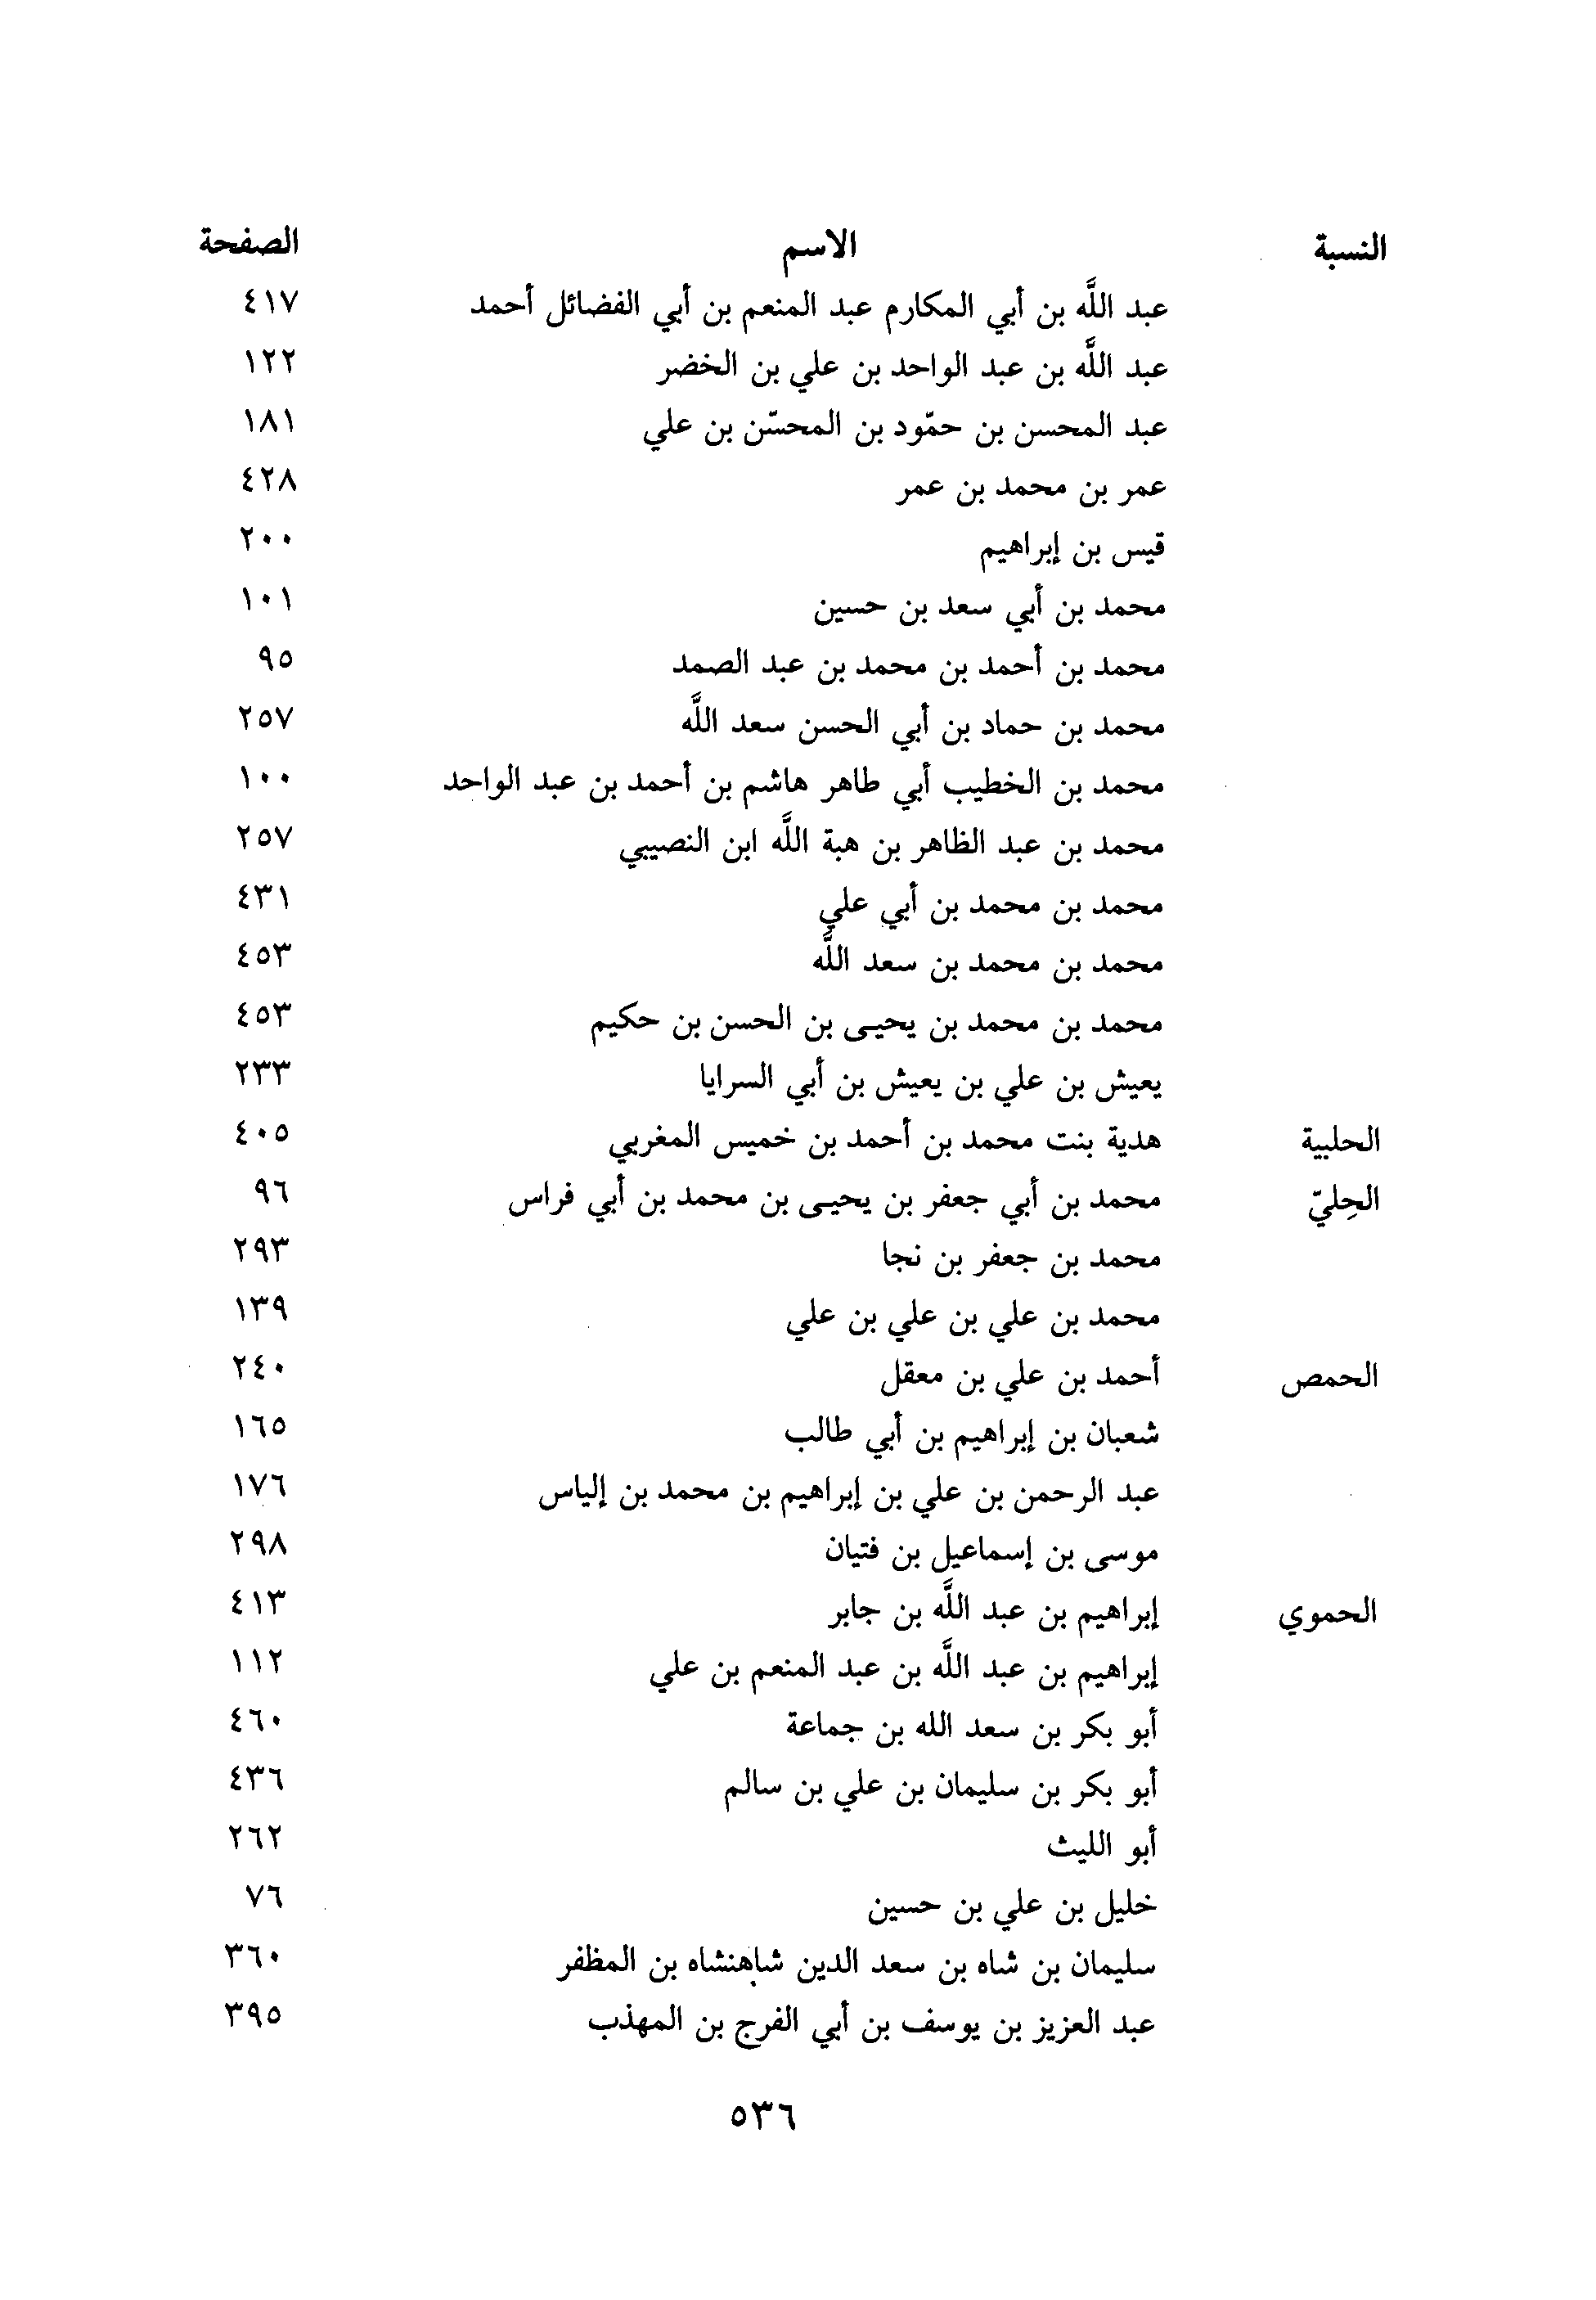 النسبة الاسم الصفحة
عبد اللَّه بن أبي المكارم عبد المنعم بن أبي الفضائل أحمد ٤١٧
عبد اللَّه بن عبد الواحد بن علي بن الخضر ١٢٢
عبد المحسن بن حمّود بن المحسّن بن علي ١٨١
عمر بن محمد بن عمر ٤٢٨
قيس بن إبراهيم ٢٠٠
محمد بن أبي سعد بن حسين ١٠١
محمد بن أحمد بن محمد بن عبد الصمد ٩٥
محمد بن حماد بن أبي الحسن سعد اللَّه ٢٥٧
محمد بن الخطيب أبي طاهر هاشم بن أحمد بن عبد الواحد ١٠٠
محمد بن عبد الظاهر بن هبة اللَّه ابن النصيبي ٢٥٧
محمد بن محمد بن أبي علي ٤٣١
محمد بن محمد بن سعد اللَّه ٤٥٣
محمد بن محمد بن يحيى بن الحسن بن حكيم ٤٥٣
يعيش بن علي بن يعيش بن أبي السرايا ٢٣٣
الحلبية هدية بنت محمد بن أحمد بن خميس المغربي ٤٠٥
الحِليّ محمد بن أبي جعفر بن يحيى بن محمد بن أبي فراس ٩٦
محمد بن جعفر بن نجا ٢٩٣
محمد بن علي بن علي بن علي ١٣٩
الحمص أحمد بن علي بن معقل ٢٤٠
شعبان بن إبراهيم بن أبي طالب ١٦٥
عبد الرحمن بن علي بن إبراهيم بن محمد بن إلياس ١٧٦
موسى بن إسماعيل بن فتيان ٢٩٨
الحموي إبراهيم بن عبد اللَّه بن جابر ٤١٣
إبراهيم بن عبد اللَّه بن عبد المنعم بن علي ١١٢
أبو بكر بن سعد الله بن جماعة ٤٦٠
أبو بكر بن سليمان بن علي بن سالم ٤٣٦
أبو الليث ٢٦٢
خليل بن علي بن حسين ٧٦
سليمان بن شاه بن سعد الدين شاهنشاه بن المظفر ٣٦٠
عبد العزيز بن يوسف بن أبي الفرج بن المهذب ٣٩٥
٥٣٦